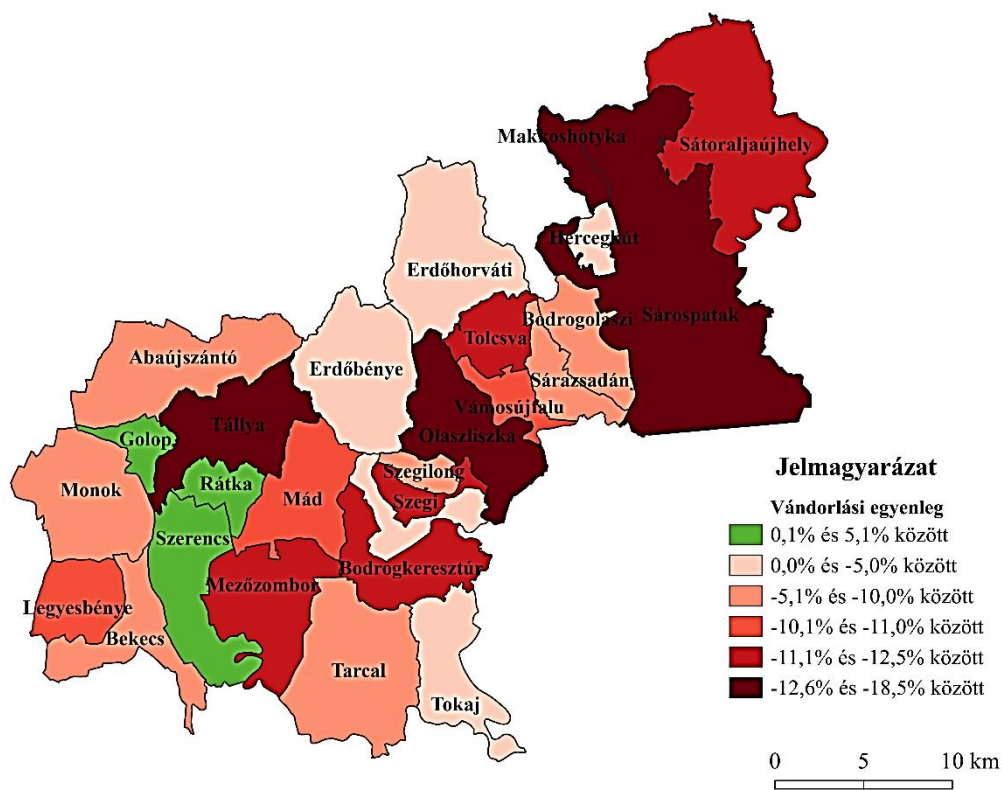 Makkoshotyka
Sátoraljaújhely
Hercegkút
Erdőhorváti
Bodrogolaszi
Sárospatak
Tolcsva
Abaújszántó
Erdőbénye
Sárazsadány
Vámosújfalu
Tállya
Golop
Olaszliszka
Szegilong
Rátka
Monok
Mád
Szegi
Szerencs
Bodrogkeresztúr
Mezőzombor
Legyesbénye
Bekecs
Tarcal
Tokaj
Jelmagyarázat
Vándorlási egyenleg
0,1% és 5,1% között
0,0% és -5,0% között
-5,1% és -10,0% között
-10,1% és -11,0% között
-11,1% és -12,5% között
-12,6% és -18,5% között
0 5 10 km